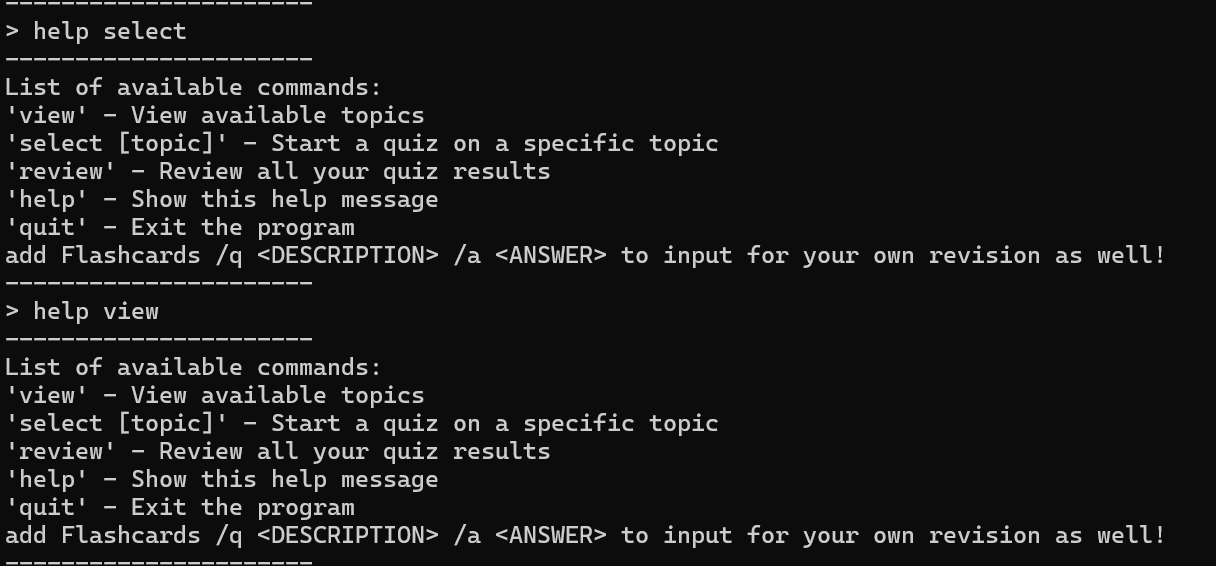 ----------------------
> help select
----------------------
List of available commands:
'view' - View available topics
'select [topic]' - Start a quiz on a specific topic
'review' - Review all your quiz results
'help' - Show this help message
'quit' - Exit the program
add Flashcards /q <DESCRIPTION> /a <ANSWER> to input for your own revision as well!
----------------------
> help view
----------------------
List of available commands:
'view' - View available topics
'select [topic]' - Start a quiz on a specific topic
'review' - Review all your quiz results
'help' - Show this help message
'quit' - Exit the program
add Flashcards /q <DESCRIPTION> /a <ANSWER> to input for your own revision as well!
----------------------